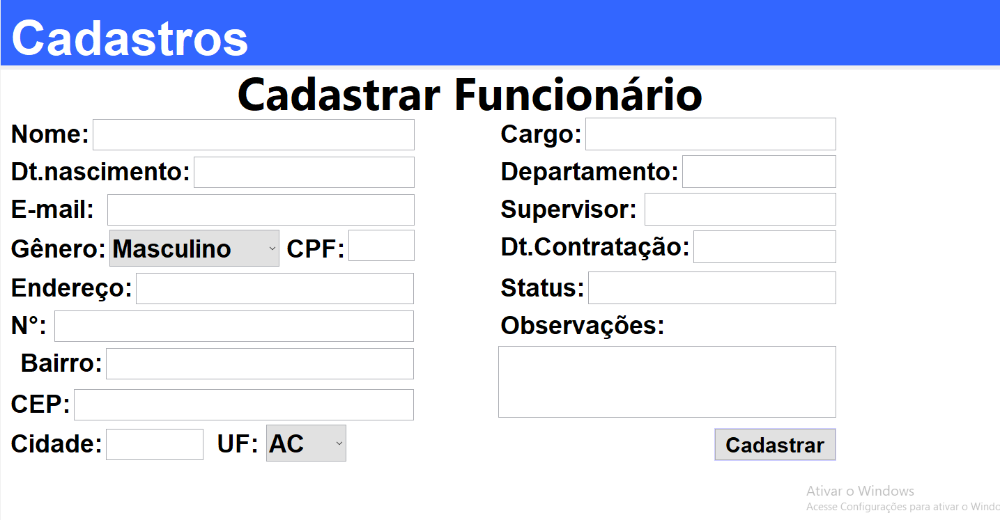 Cadastros
Cadastrar Funcionário
Nome:
Dt.nascimento:
E-mail:
Gênero: Masculino CPF:
Endereço:
N°:
Bairro:
CEP:
Cidade: UF: AC
Cargo:
Departamento:
Supervisor:
Dt.Contratação:
Status:
Observações:
Cadastrar
Ativar o Windows
Acesse Configurações para ativar o